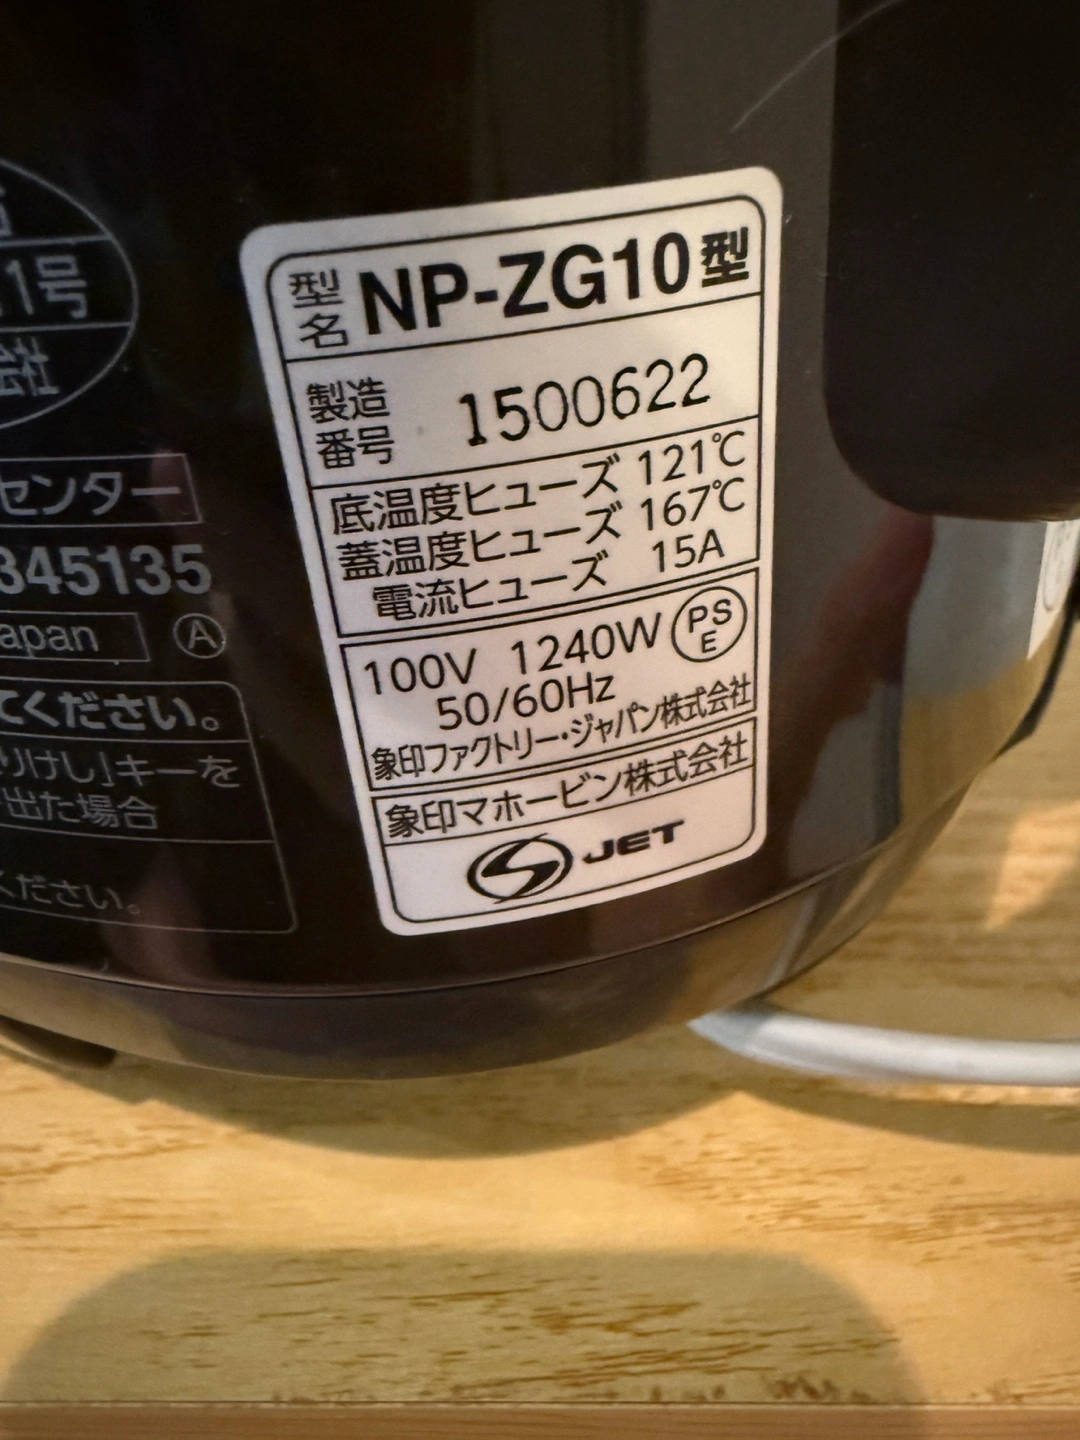 1号
会社
センター
345135
apan
A
てください。
りけし」キーを
出た場合
ください。
型名 NP-ZG10型
製造番号 1500622
底温度ヒューズ 121℃
蓋温度ヒューズ 167℃
電流ヒューズ 15A
100V 1240W PSE
50/60Hz
象印ファクトリー・ジャパン株式会社
象印マホービン株式会社
S JET